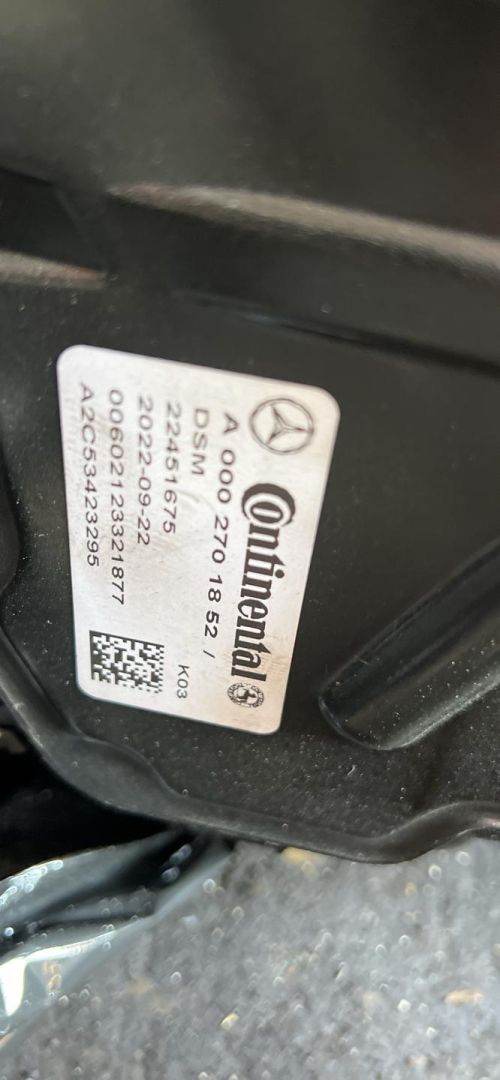 Continental
A 000 270 18 52 /
DSM
22451675
K03
2022-09-22
00602123321877
A2C53423295